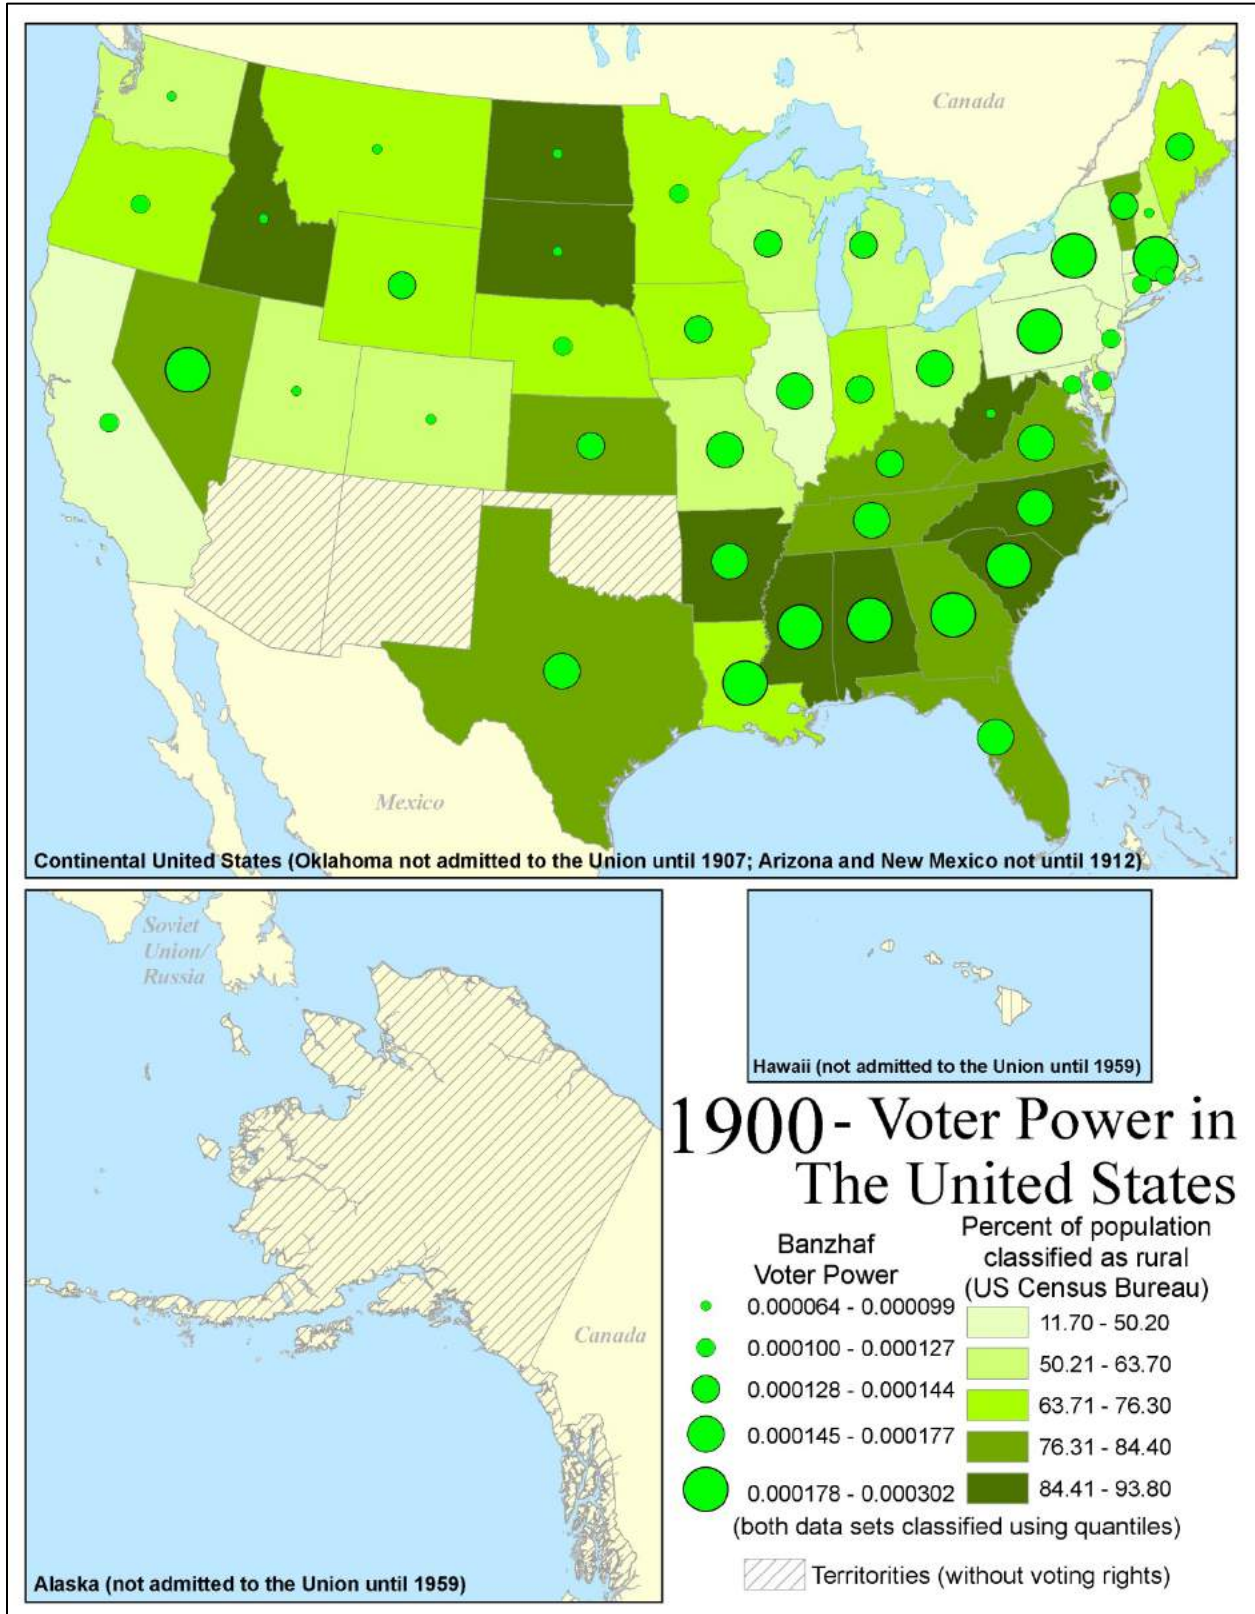 Canada
Mexico
Continental United States (Oklahoma not admitted to the Union until 1907; Arizona and New Mexico not until 1912)
Soviet
Union/
Russia
Canada
Alaska (not admitted to the Union until 1959)
Hawaii (not admitted to the Union until 1959)
1900 - Voter Power in
The United States
Banzhaf
Voter Power
0.000064 - 0.000099
0.000100 - 0.000127
0.000128 - 0.000144
0.000145 - 0.000177
0.000178 - 0.000302
Percent of population
classified as rural
(US Census Bureau)
11.70 - 50.20
50.21 - 63.70
63.71 - 76.30
76.31 - 84.40
84.41 - 93.80
(both data sets classified using quantiles)
Territorities (without voting rights)